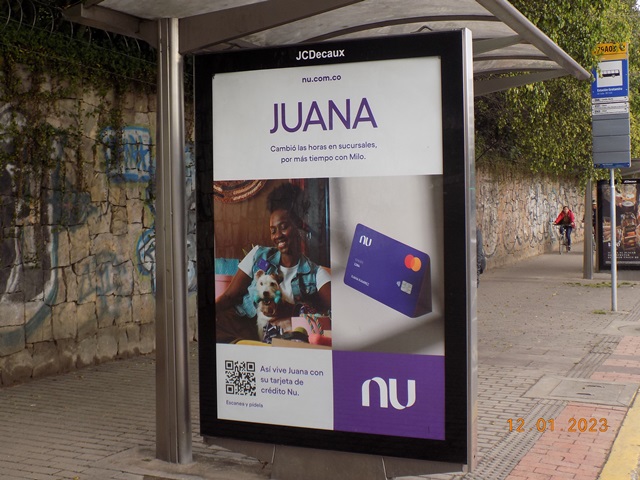 JCDecaux
nu.com.co
JUANA
Cambió las horas en sucursales,
por más tiempo con Milo.
nu
Así vive Juana con
su tarjeta de
crédito Nu.
Escanea y pídela
nu
12 01 2023